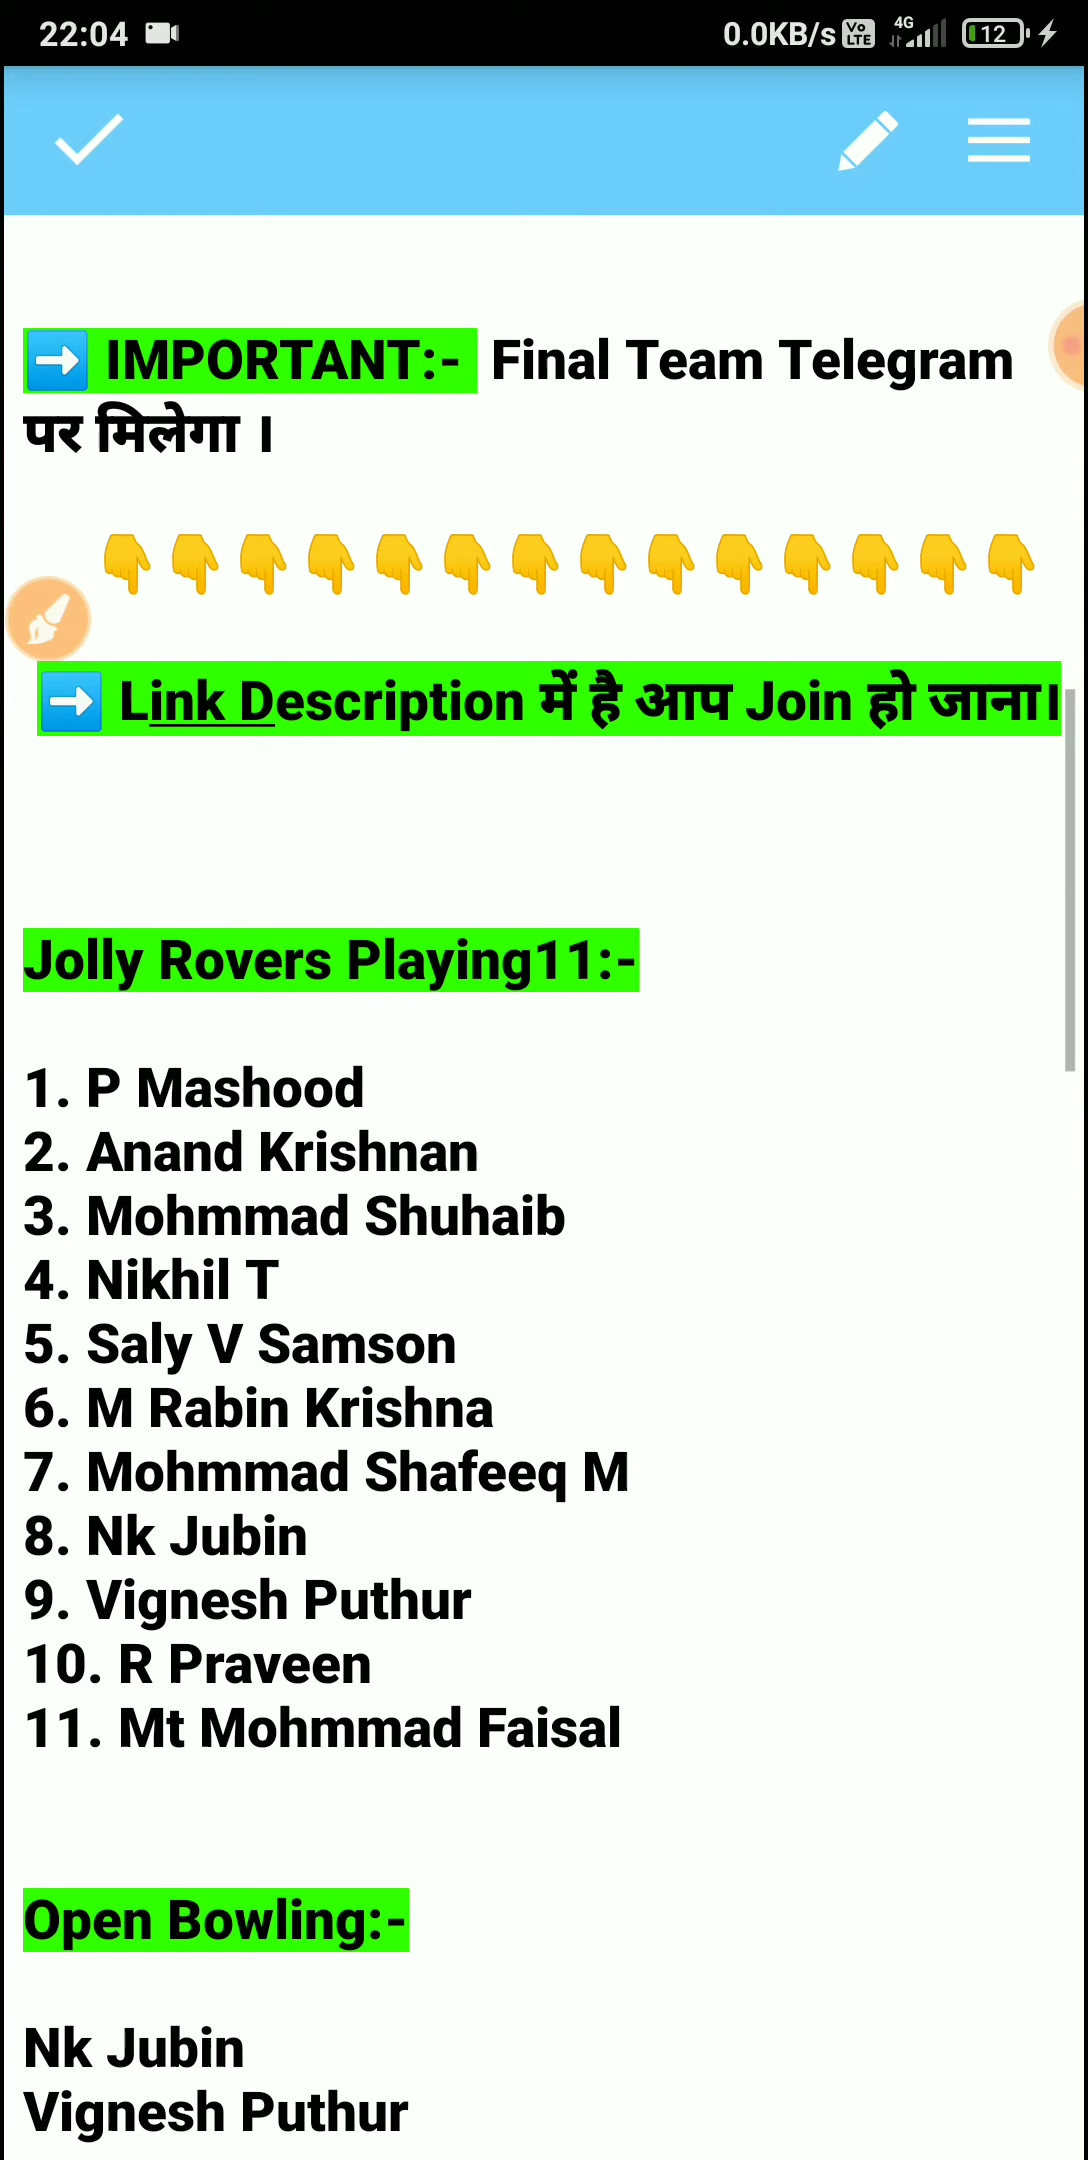 22:04 0.0KB/s Vo LTE 4G 12
➡️ IMPORTANT:- Final Team Telegram
पर मिलेगा ।
👇👇👇👇👇👇👇👇👇👇👇👇👇👇
➡️ Link Description में है आप Join हो जाना।
Jolly Rovers Playing11:-
1. P Mashood
2. Anand Krishnan
3. Mohmmad Shuhaib
4. Nikhil T
5. Saly V Samson
6. M Rabin Krishna
7. Mohmmad Shafeeq M
8. Nk Jubin
9. Vignesh Puthur
10. R Praveen
11. Mt Mohmmad Faisal
Open Bowling:-
Nk Jubin
Vignesh Puthur